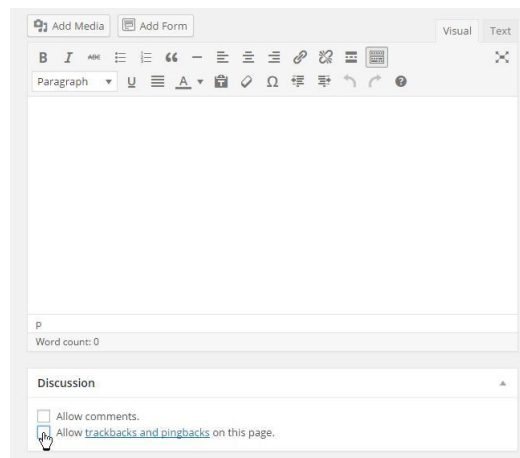 Add Media Add Form Visual Text
B I ABC
Paragraph U A Ω ?
P
Word count: 0
Discussion
Allow comments.
Allow trackbacks and pingbacks on this page.